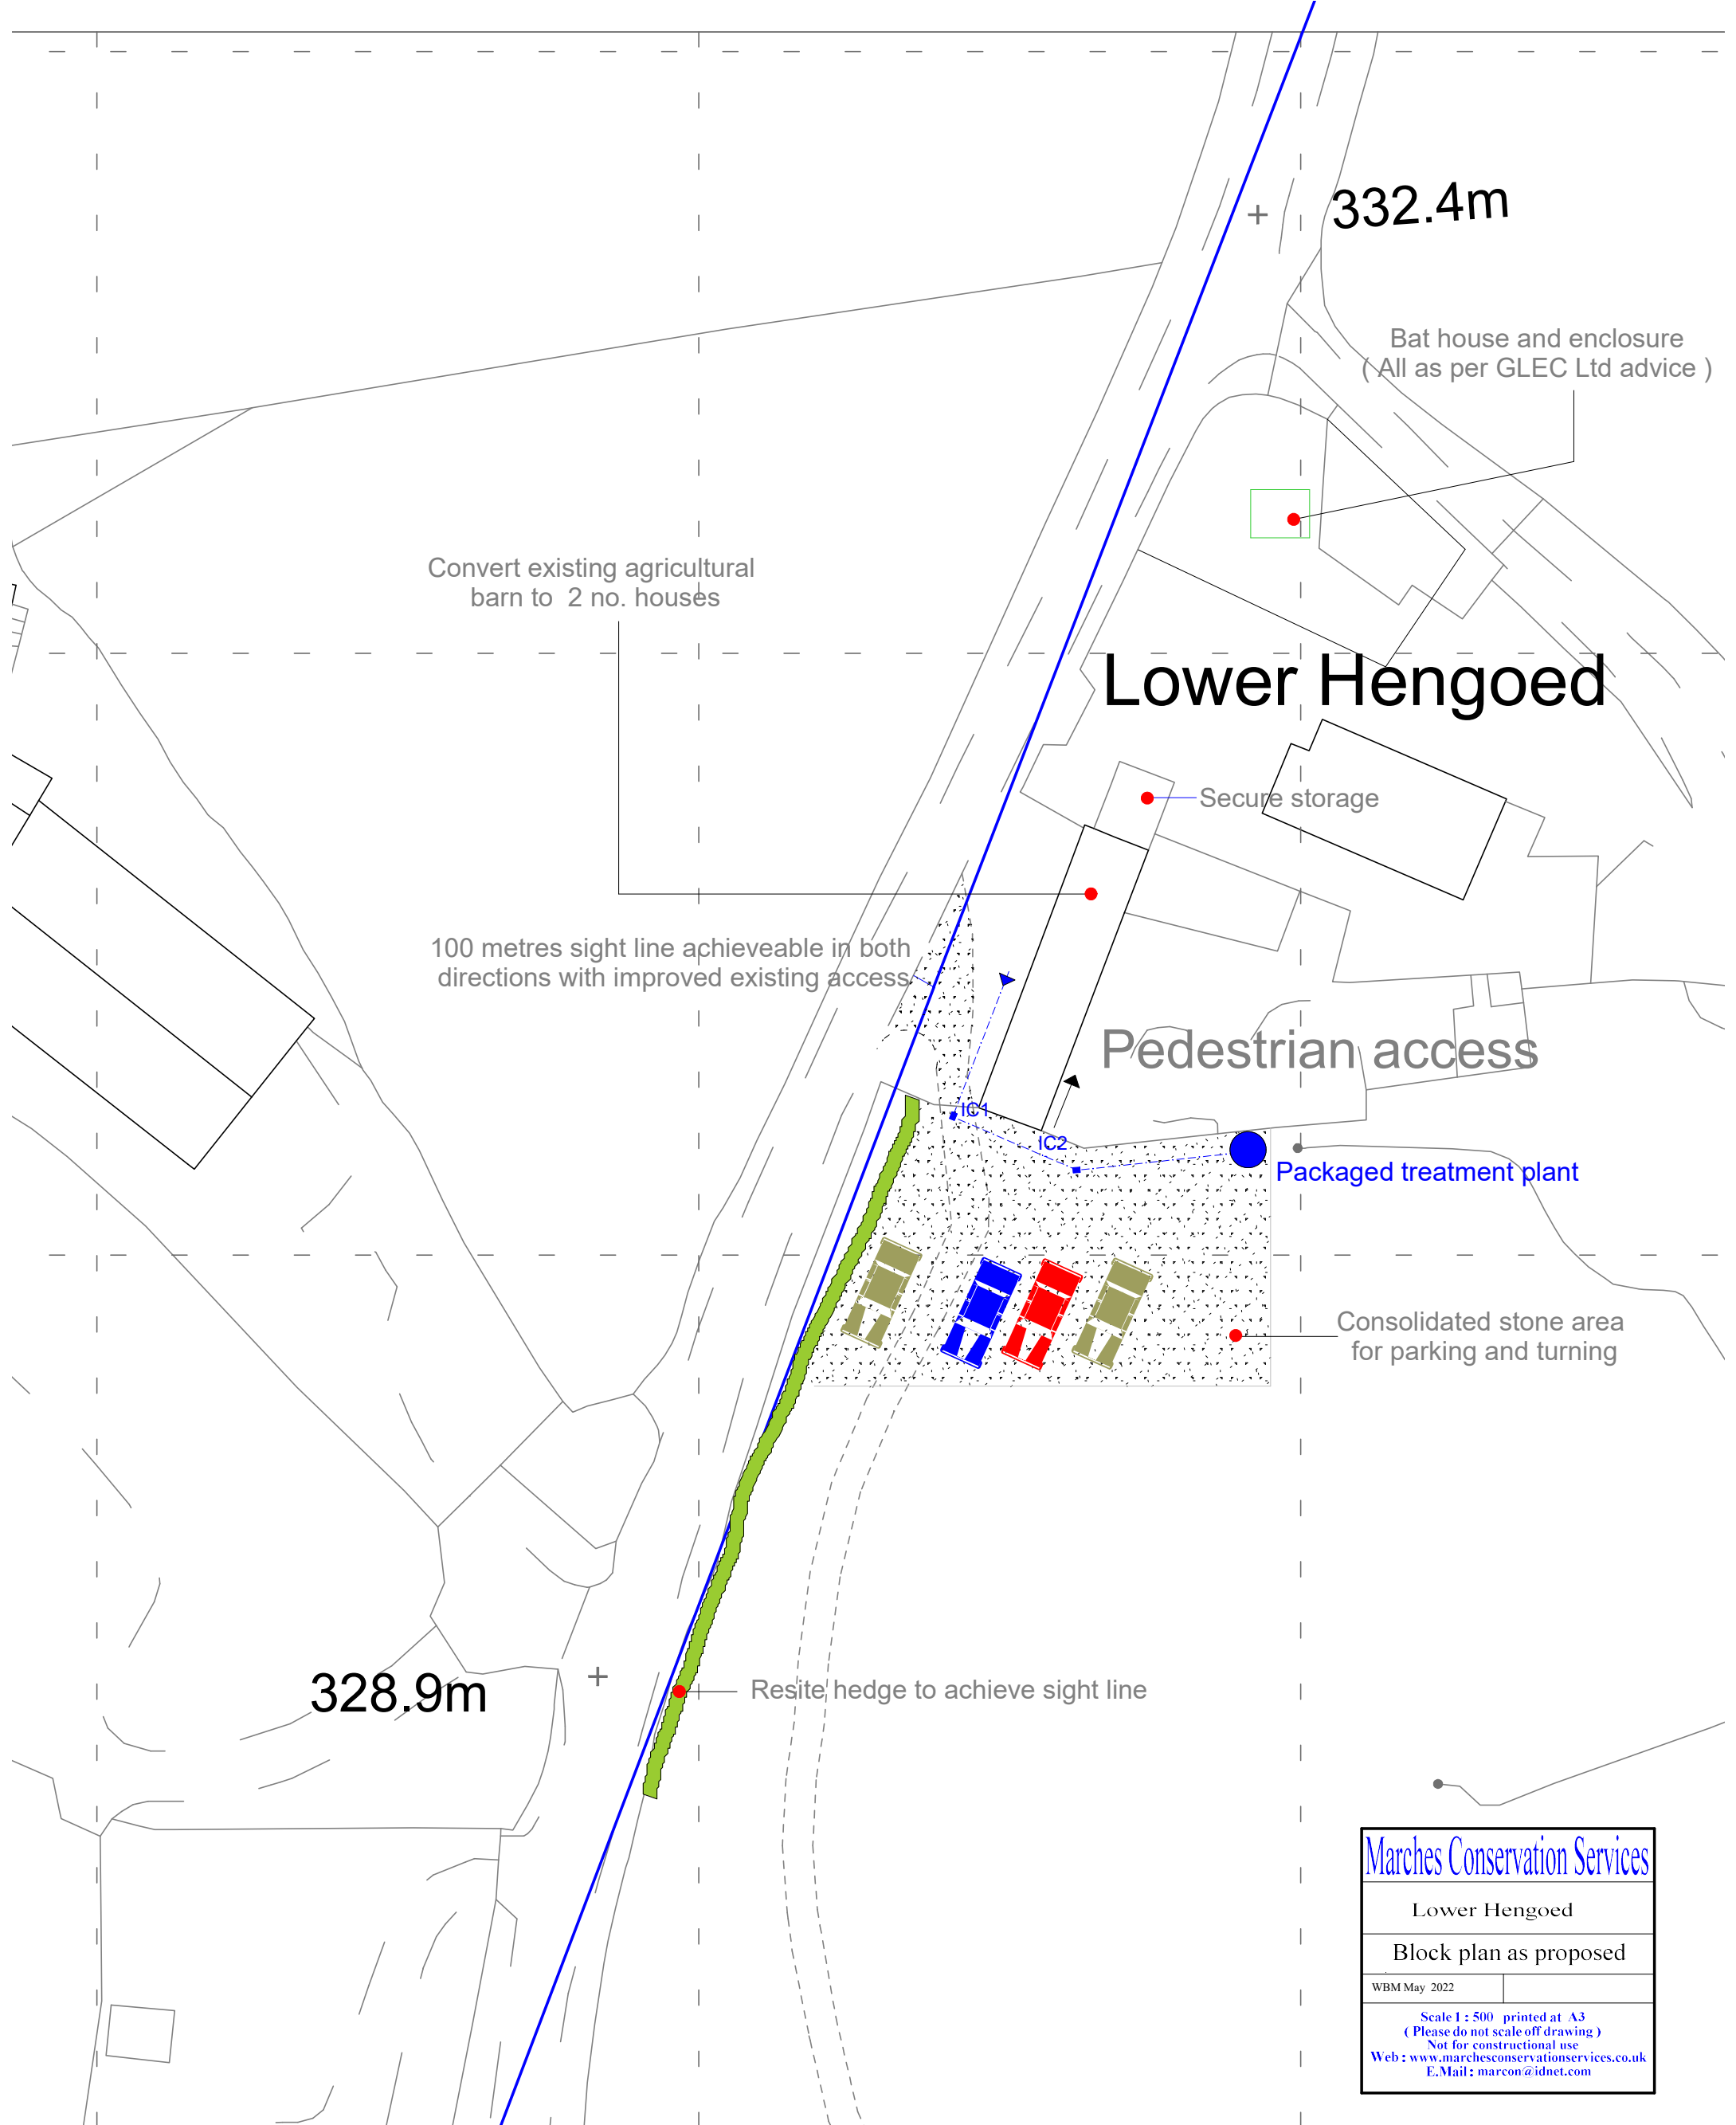 332.4m
Bat house and enclosure
( All as per GLEC Ltd advice )
Convert existing agricultural
barn to 2 no. houses
Lower Hengoed
Secure storage
100 metres sight line achieveable in both
directions with improved existing access
Pedestrian access
IC1
IC2
Packaged treatment plant
Consolidated stone area
for parking and turning
328.9m
Resite hedge to achieve sight line
Marches Conservation Services
Lower Hengoed
Block plan as proposed
WBM May 2022
Scale 1 : 500 printed at A3
( Please do not scale off drawing )
Not for constructional use
Web : www.marchesconservationservices.co.uk
E.Mail : marcon@idnet.com